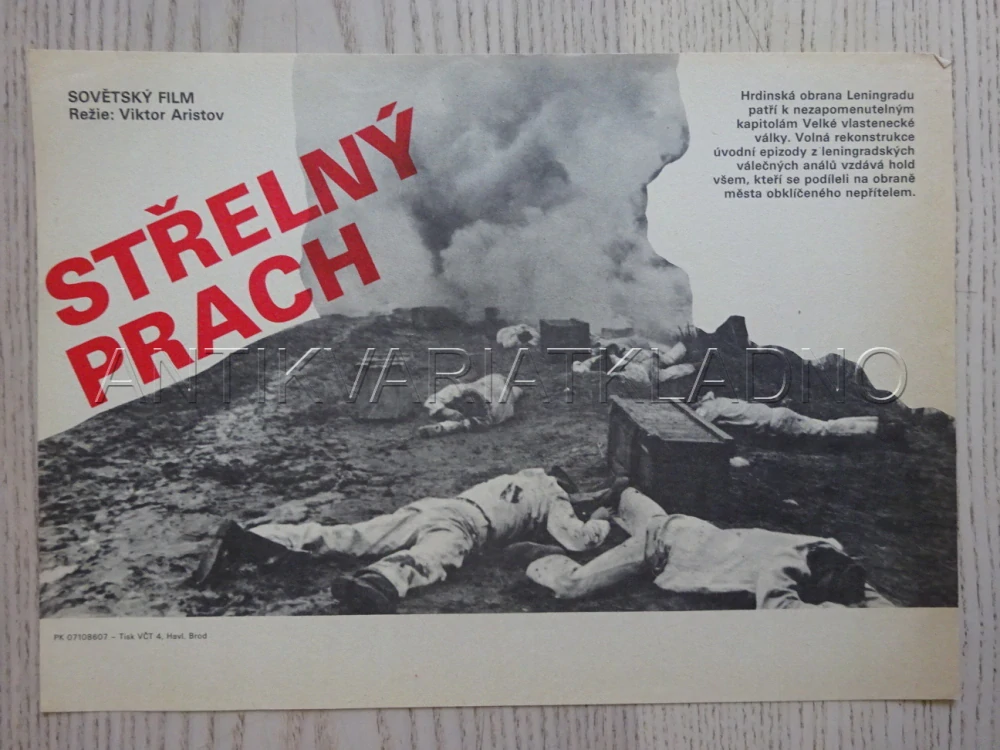 SOVĚTSKÝ FILM
Režie: Viktor Aristov
STŘELNÝ
PRACH
Hrdinská obrana Leningradu
patří k nezapomenutelným
kapitolám Velké vlastenecké
války. Volná rekonstrukce
úvodní epizody z leningradských
válečných análů vzdává hold
všem, kteří se podíleli na obraně
města obklíčeného nepřítelem.
ANTIKVARIATKLADNO
PK 07108607 – Tisk VČT 4, Havl. Brod